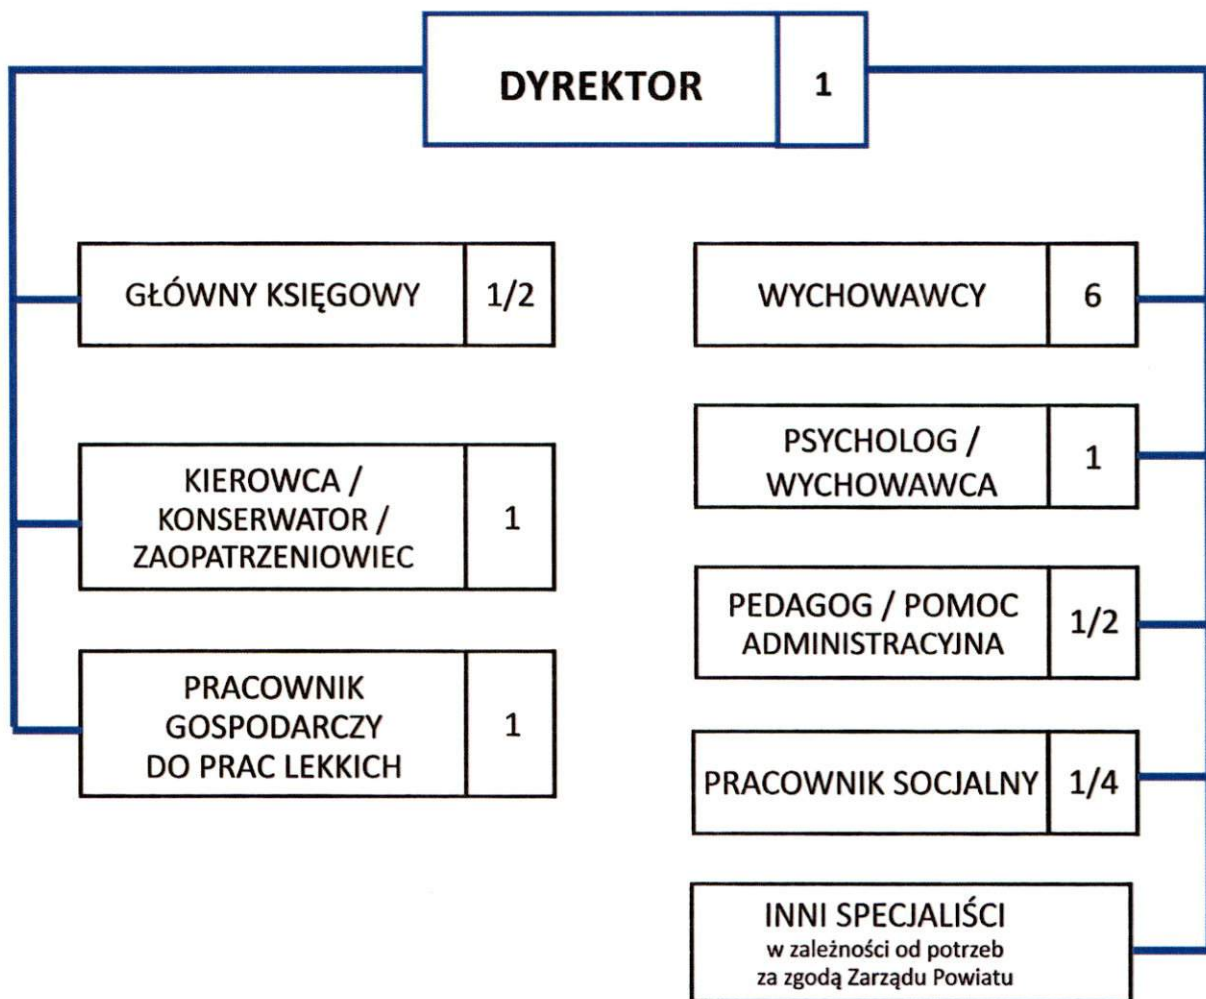 DYREKTOR 1
GŁÓWNY KSIĘGOWY 1/2
KIEROWCA /
KONSERWATOR / 1
ZAOPATRZENIOWIEC
PRACOWNIK
GOSPODARCZY 1
DO PRAC LEKKICH
WYCHOWAWCY 6
PSYCHOLOG / 1
WYCHOWAWCA
PEDAGOG / POMOC 1/2
ADMINISTRACYJNA
PRACOWNIK SOCJALNY 1/4
INNI SPECJALIŚCI
w zależności od potrzeb
za zgodą Zarządu Powiatu